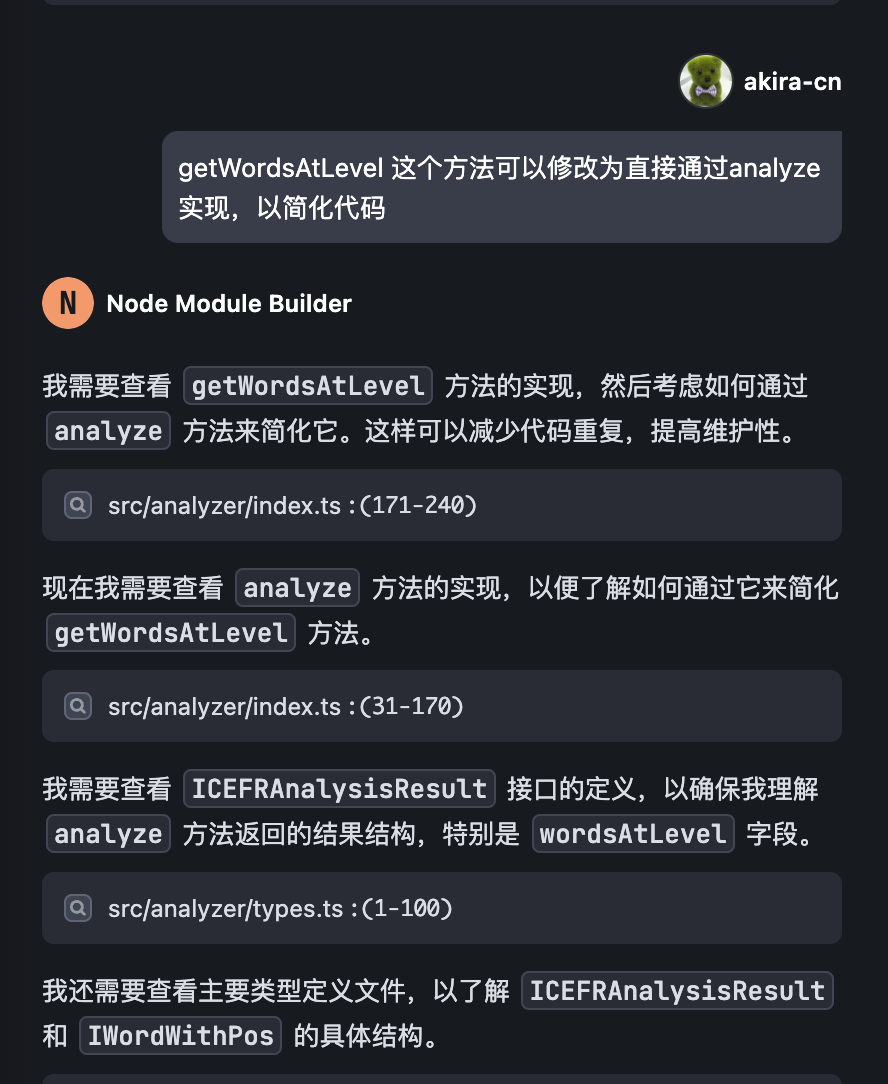 akira-cn
getWordsAtLevel 这个方法可以修改为直接通过analyze
实现，以简化代码
N Node Module Builder
我需要查看 getWordsAtLevel 方法的实现，然后考虑如何通过
analyze 方法来简化它。这样可以减少代码重复，提高维护性。
src/analyzer/index.ts :(171-240)
现在我需要查看 analyze 方法的实现，以便了解如何通过它来简化
getWordsAtLevel 方法。
src/analyzer/index.ts :(31-170)
我需要查看 ICEFRAnalysisResult 接口的定义，以确保我理解
analyze 方法返回的结果结构，特别是 wordsAtLevel 字段。
src/analyzer/types.ts :(1-100)
我还需要查看主要类型定义文件，以了解 ICEFRAnalysisResult
和 IWordWithPos 的具体结构。